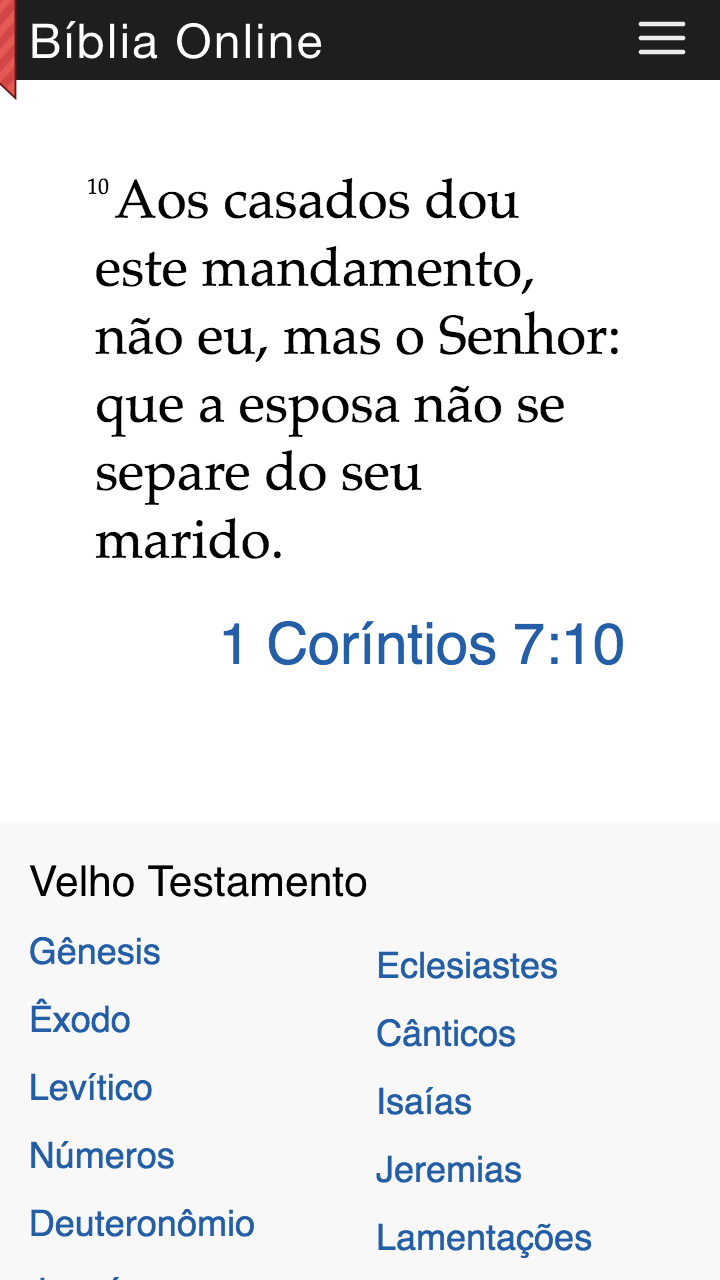 Bíblia Online
10 Aos casados dou
este mandamento,
não eu, mas o Senhor:
que a esposa não se
separe do seu
marido.
1 Coríntios 7:10
Velho Testamento
Gênesis
Êxodo
Levítico
Números
Deuteronômio
Eclesiastes
Cânticos
Isaías
Jeremias
Lamentações